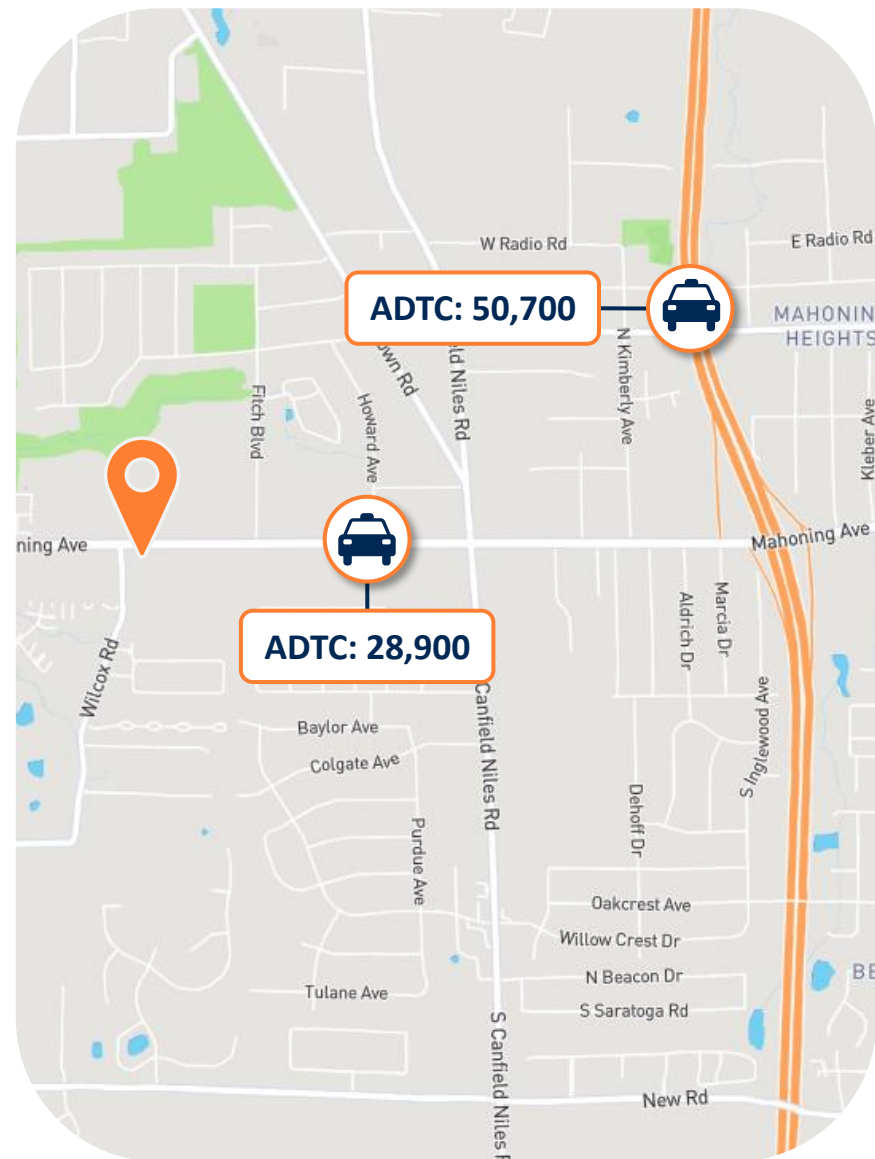 W Radio Rd
E Radio Rd
ADTC: 50,700
MAHONIN
HEIGHTS
own Rd
ld Niles Rd
N Kimberly Ave
Fitch Blvd
Howard Ave
Kleber Ave
ning Ave
Mahoning Ave
ADTC: 28,900
Wilcox Rd
Aldrich Dr
Marcia Dr
S Inglewood Ave
Canfield Niles Rd
Baylor Ave
Colgate Ave
Purdue Ave
Dehoff Dr
Oakcrest Ave
Willow Crest Dr
N Beacon Dr
BE
Tulane Ave
S Saratoga Rd
S Canfield Niles R
New Rd